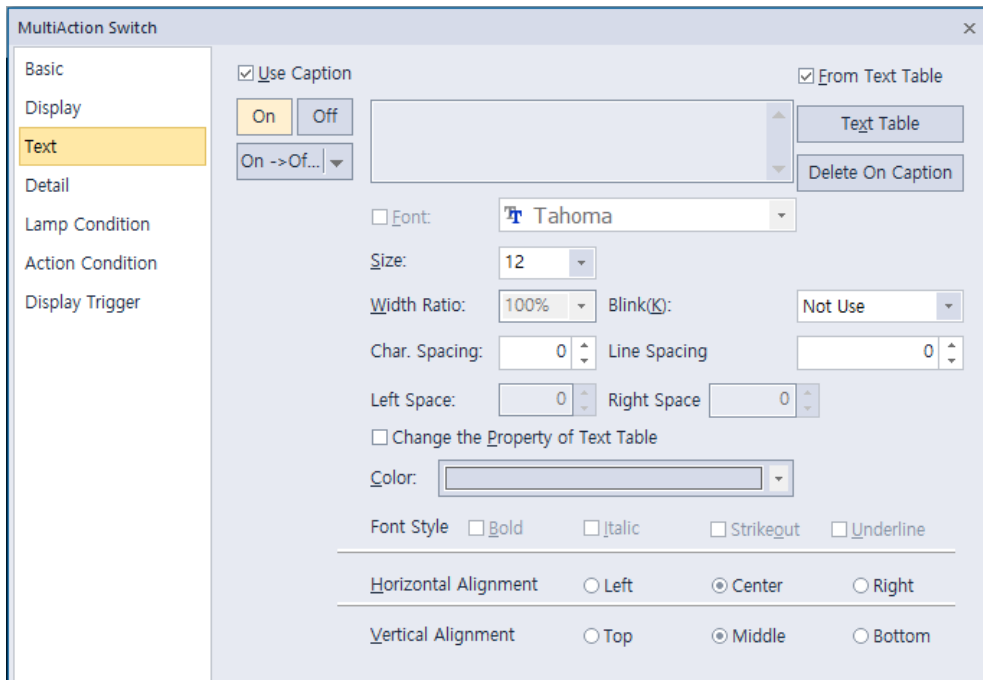 MultiAction Switch
Basic
Display
Text
Detail
Lamp Condition
Action Condition
Display Trigger
Use Caption
From Text Table
On
Off
Text Table
On ->Of...
Delete On Caption
Font:
Tahoma
Size:
12
Width Ratio:
100%
Blink(K):
Not Use
Char. Spacing:
0
Line Spacing
0
Left Space:
0
Right Space
0
Change the Property of Text Table
Color:
Font Style
Bold
Italic
Strikeout
Underline
Horizontal Alignment
Left
Center
Right
Vertical Alignment
Top
Middle
Bottom